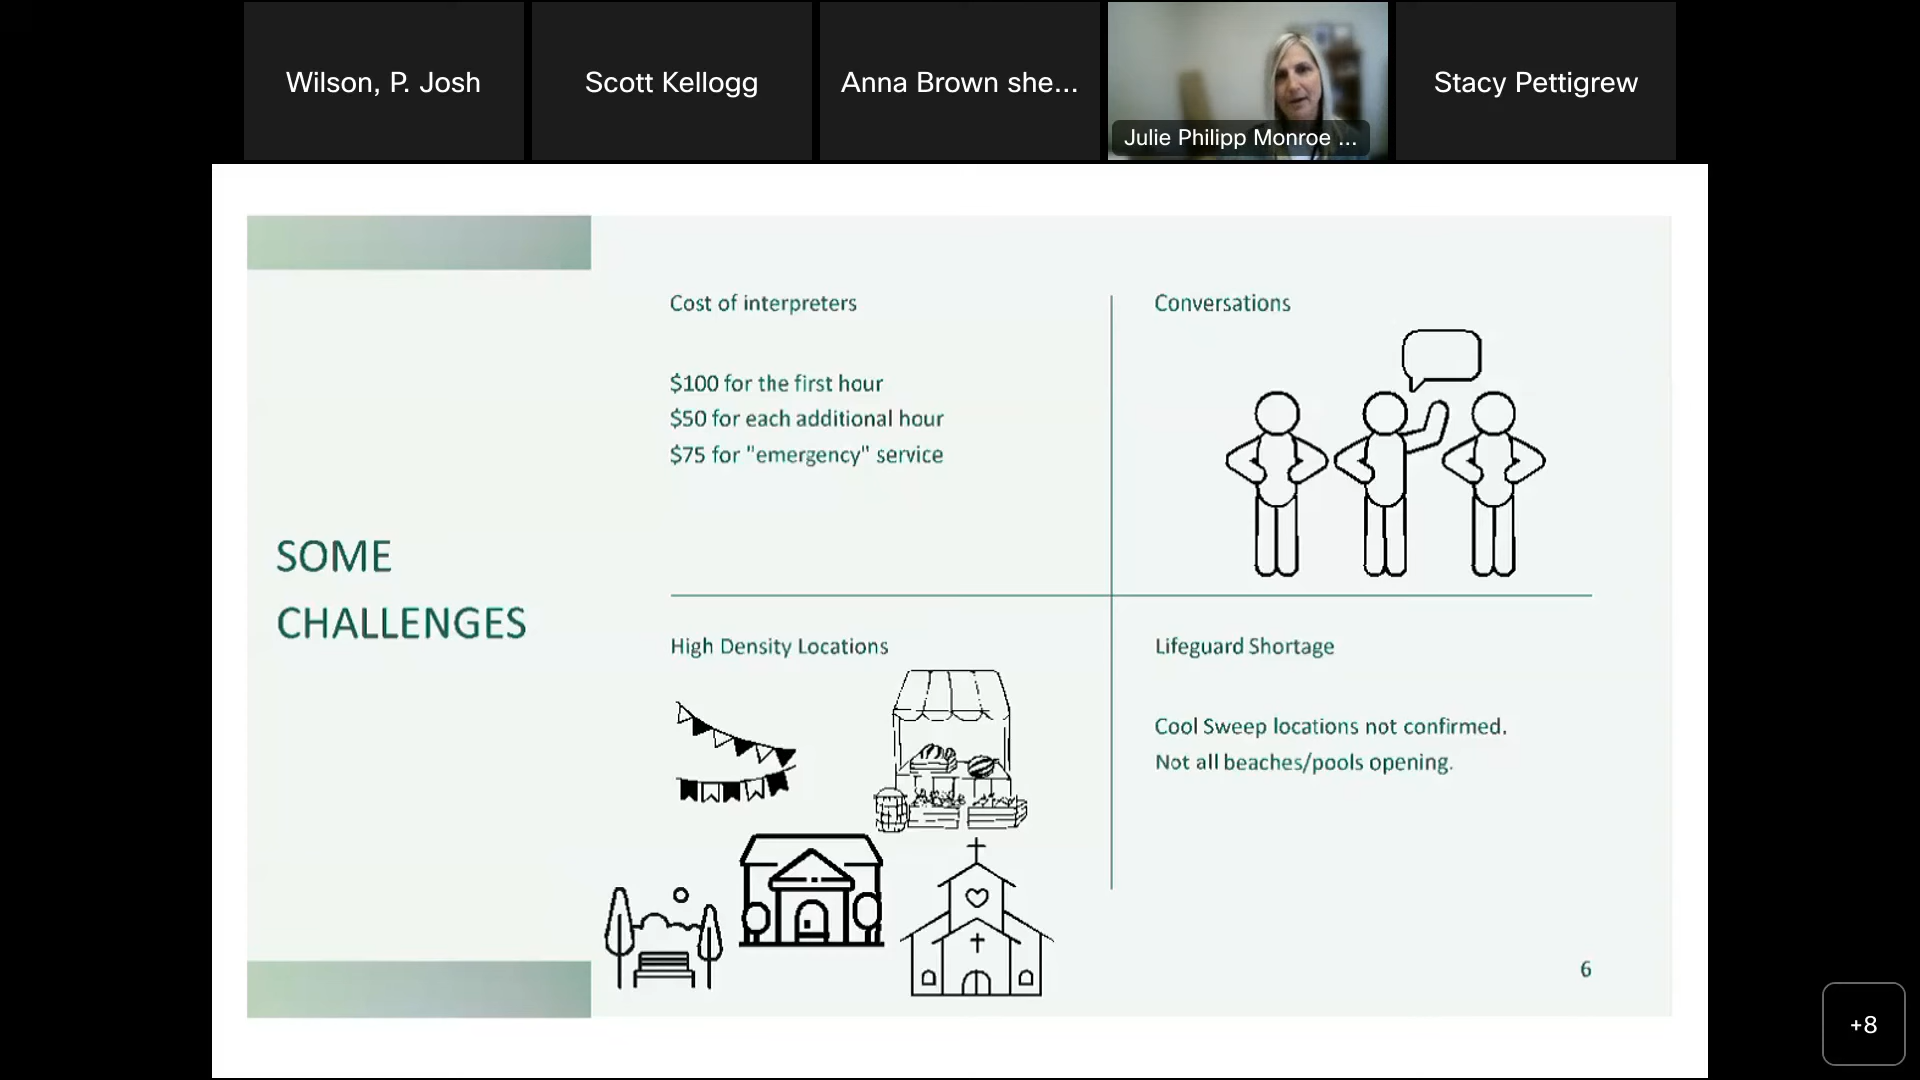 Wilson, P. Josh
Scott Kellogg
Anna Brown she...
Julie Philipp Monroe ...
Stacy Pettigrew
SOME
CHALLENGES
Cost of interpreters
$100 for the first hour
$50 for each additional hour
$75 for "emergency" service
Conversations
High Density Locations
Lifeguard Shortage
Cool Sweep locations not confirmed.
Not all beaches/pools opening.
6
+8